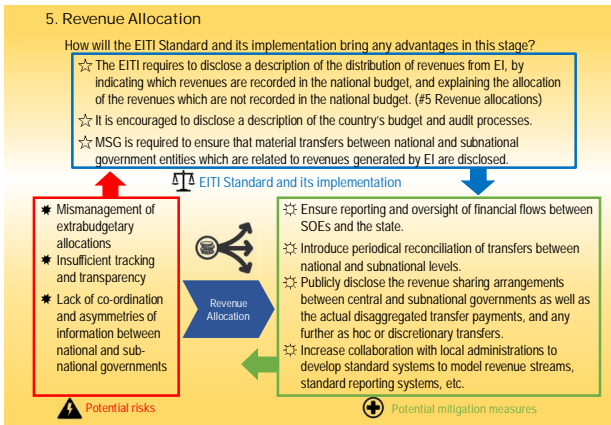 5. Revenue Allocation
How will the EITI Standard and its implementation bring any advantages in this stage?
☆ The EITI requires to disclose a description of the distribution of revenues from EI, by
indicating which revenues are recorded in the national budget, and explaining the allocation
of the revenues which are not recorded in the national budget. (#5 Revenue allocations)
☆ It is encouraged to disclose a description of the country's budget and audit processes.
☆ MSG is required to ensure that material transfers between national and subnational
government entities which are related to revenues generated by EI are disclosed.
EITI Standard and its implementation
Mismanagement of
extrabudgetary
allocations
Insufficient tracking
and transparency
Lack of co-ordination
and asymmetries of
information between
national and sub-
national governments
Potential risks
Revenue
Allocation
Ensure reporting and oversight of financial flows between
SOEs and the state.
Introduce periodical reconciliation of transfers between
national and subnational levels.
Publicly disclose the revenue sharing arrangements
between central and subnational governments as well as
the actual disaggregated transfer payments, and any
further as hoc or discretionary transfers.
Increase collaboration with local administrations to
develop standard systems to model revenue streams,
standard reporting systems, etc.
Potential mitigation measures